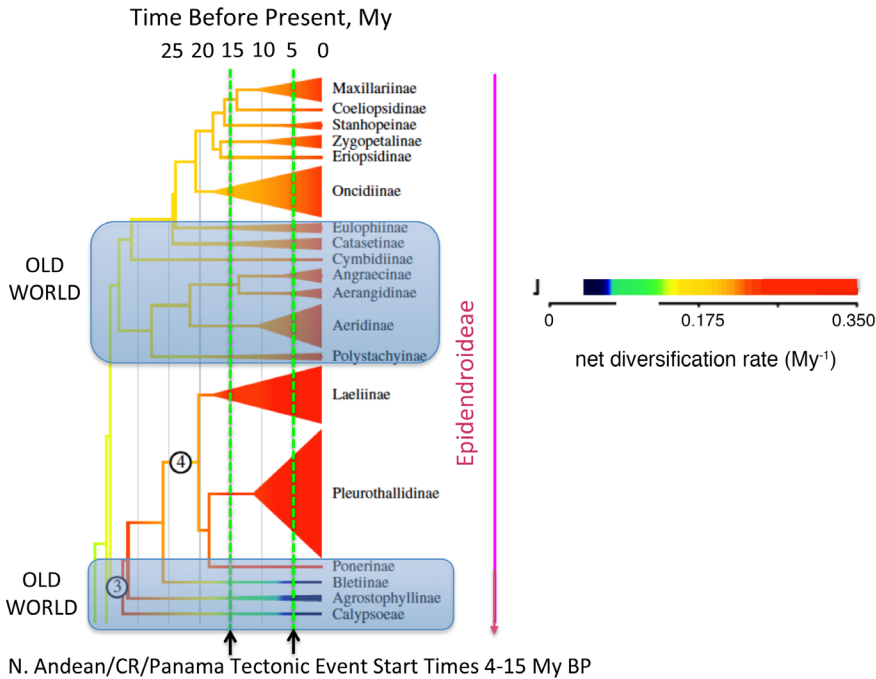 Time Before Present, My
25 20 15 10 5 0
Maxillariinae
Coeliopsidinae
Stanhopeinae
Zygopetalinae
Eriopsidinae
Oncidiinae
Eulophiinae
Catasetinae
Cymbidiinae
Angraecinae
Aerangidinae
Aeridinae
Polystachyinae
Laeliinae
Pleurothallidinae
Ponerinae
Bletiinae
Agrostophyllinae
Calypsoeae
OLD
WORLD
4
OLD
WORLD
3
Epidendroideae
0 0.175 0.350
net diversification rate (My-1)
N. Andean/CR/Panama Tectonic Event Start Times 4-15 My BP